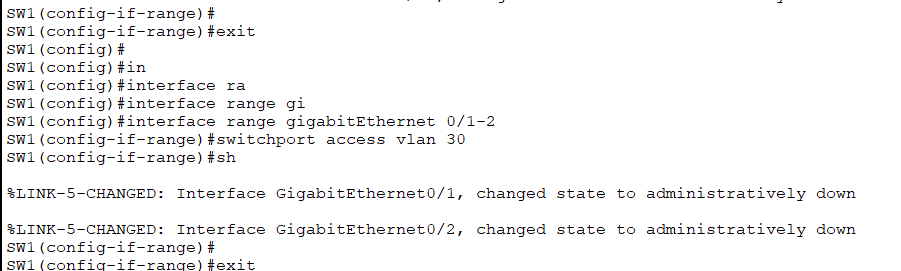 SW1(config-if-range)#
SW1(config-if-range)#exit
SW1(config)#
SW1(config)#in
SW1(config)#interface ra
SW1(config)#interface range gi
SW1(config)#interface range gigabitEthernet 0/1-2
SW1(config-if-range)#switchport access vlan 30
SW1(config-if-range)#sh
%LINK-5-CHANGED: Interface GigabitEthernet0/1, changed state to administratively down
%LINK-5-CHANGED: Interface GigabitEthernet0/2, changed state to administratively down
SW1(config-if-range)#
SW1(config-if-range)#exit